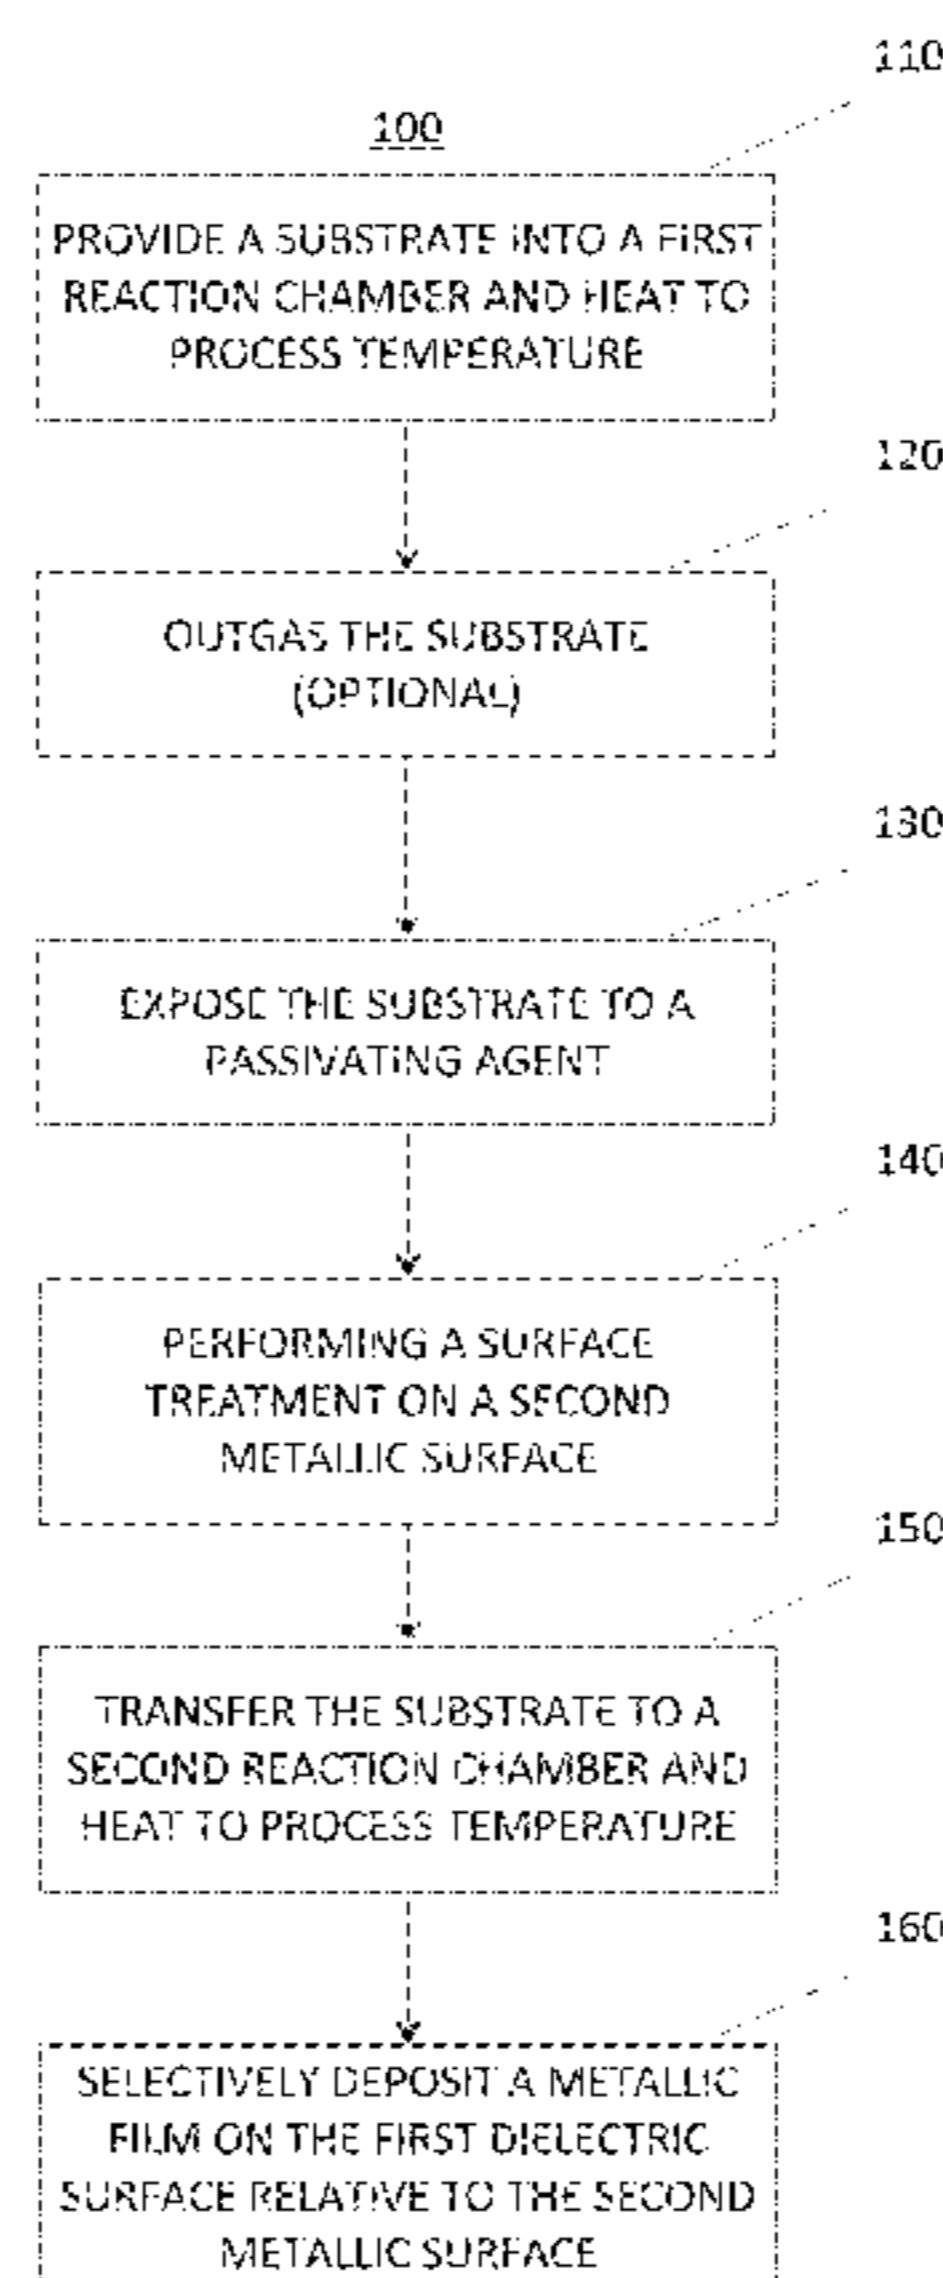 110
100
PROVIDE A SUBSTRATE INTO A FIRST
REACTION CHAMBER AND HEAT TO
PROCESS TEMPERATURE
120
OUTGAS THE SUBSTRATE
(OPTIONAL)
130
EXPOSE THE SUBSTRATE TO A
PASSIVATING AGENT
140
PERFORMING A SURFACE
TREATMENT ON A SECOND
METALLIC SURFACE
150
TRANSFER THE SUBSTRATE TO A
SECOND REACTION CHAMBER AND
HEAT TO PROCESS TEMPERATURE
160
SELECTIVELY DEPOSIT A METALLIC
FILM ON THE FIRST DIELECTRIC
SURFACE RELATIVE TO THE SECOND
METALLIC SURFACE